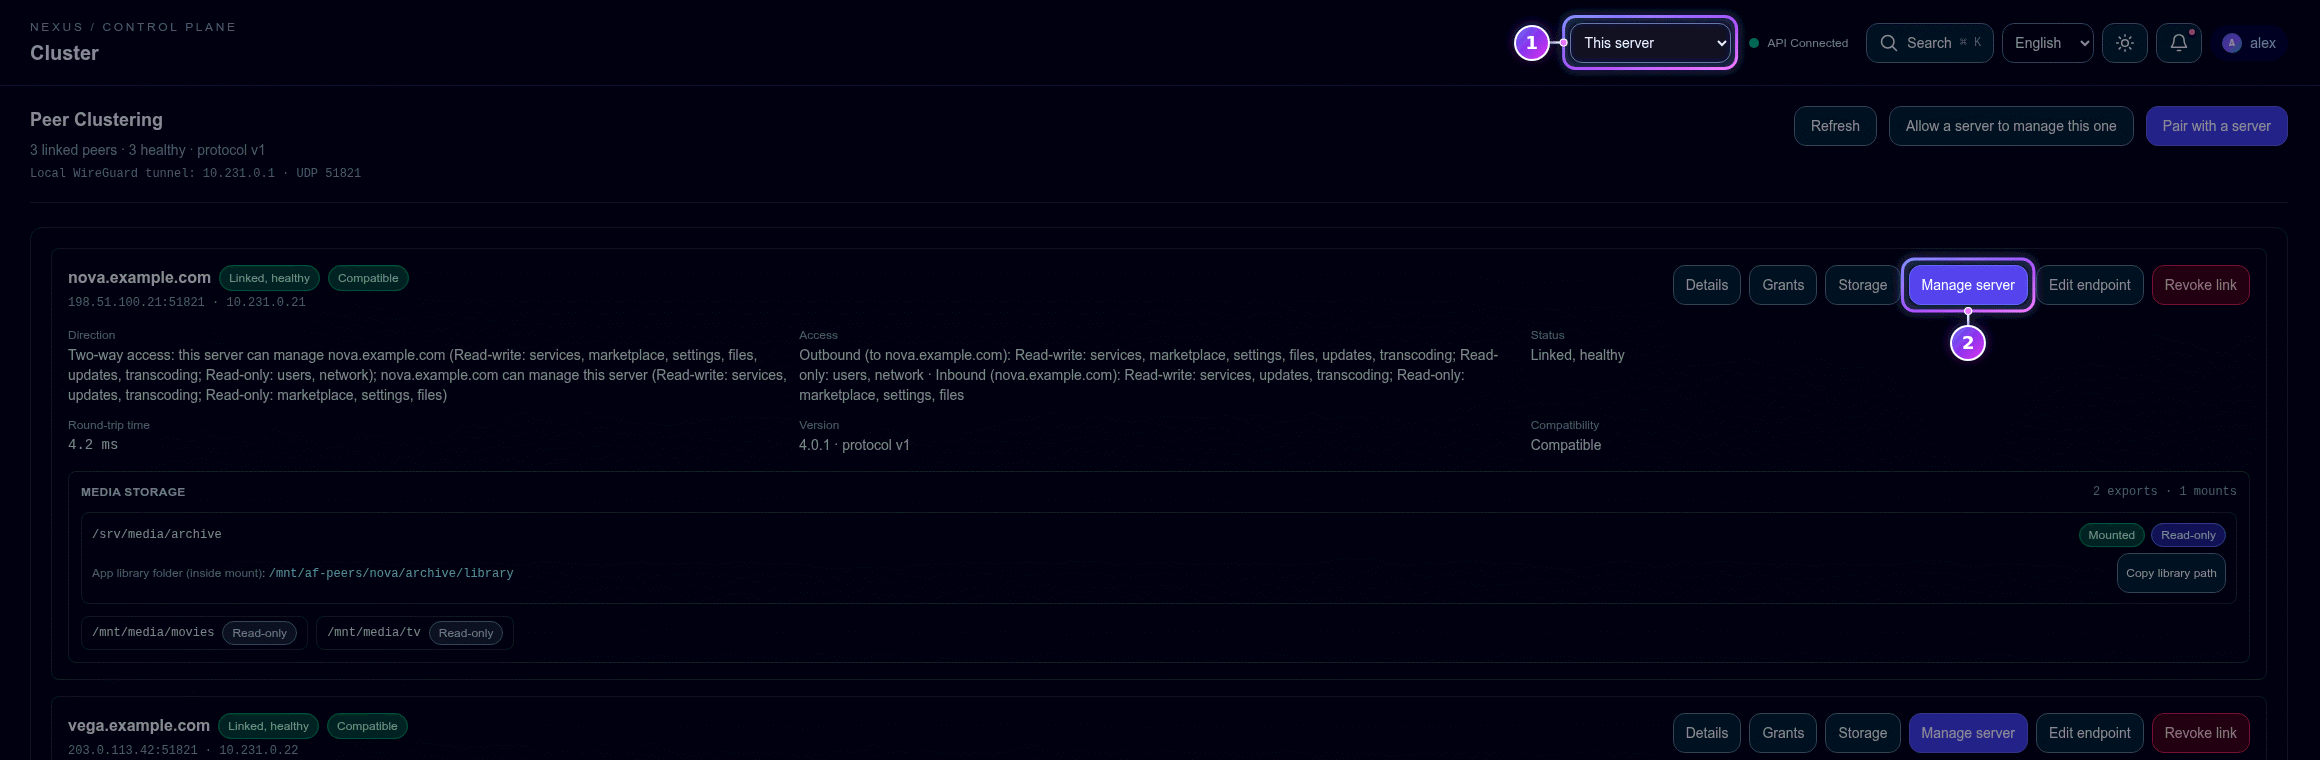 NEXUS / CONTROL PLANE
Cluster
1
This server
API Connected
Search ⌘ K
English
A alex
Peer Clustering
3 linked peers · 3 healthy · protocol v1
Local WireGuard tunnel: 10.231.0.1 · UDP 51821
Refresh
Allow a server to manage this one
Pair with a server
nova.example.com Linked, healthy Compatible
198.51.100.21:51821 · 10.231.0.21
Details Grants Storage Manage server Edit endpoint Revoke link
2
Direction
Two-way access: this server can manage nova.example.com (Read-write: services, marketplace, settings, files,
updates, transcoding; Read-only: users, network); nova.example.com can manage this server (Read-write: services,
updates, transcoding; Read-only: marketplace, settings, files)
Access
Outbound (to nova.example.com): Read-write: services, marketplace, settings, files, updates, transcoding; Read-
only: users, network · Inbound (nova.example.com): Read-write: services, updates, transcoding; Read-only:
marketplace, settings, files
Status
Linked, healthy
Round-trip time
4.2 ms
Version
4.0.1 · protocol v1
Compatibility
Compatible
MEDIA STORAGE
2 exports · 1 mounts
/srv/media/archive
Mounted Read-only
App library folder (inside mount): /mnt/af-peers/nova/archive/library
Copy library path
/mnt/media/movies Read-only
/mnt/media/tv Read-only
vega.example.com Linked, healthy Compatible
203.0.113.42:51821 · 10.231.0.22
Details Grants Storage Manage server Edit endpoint Revoke link